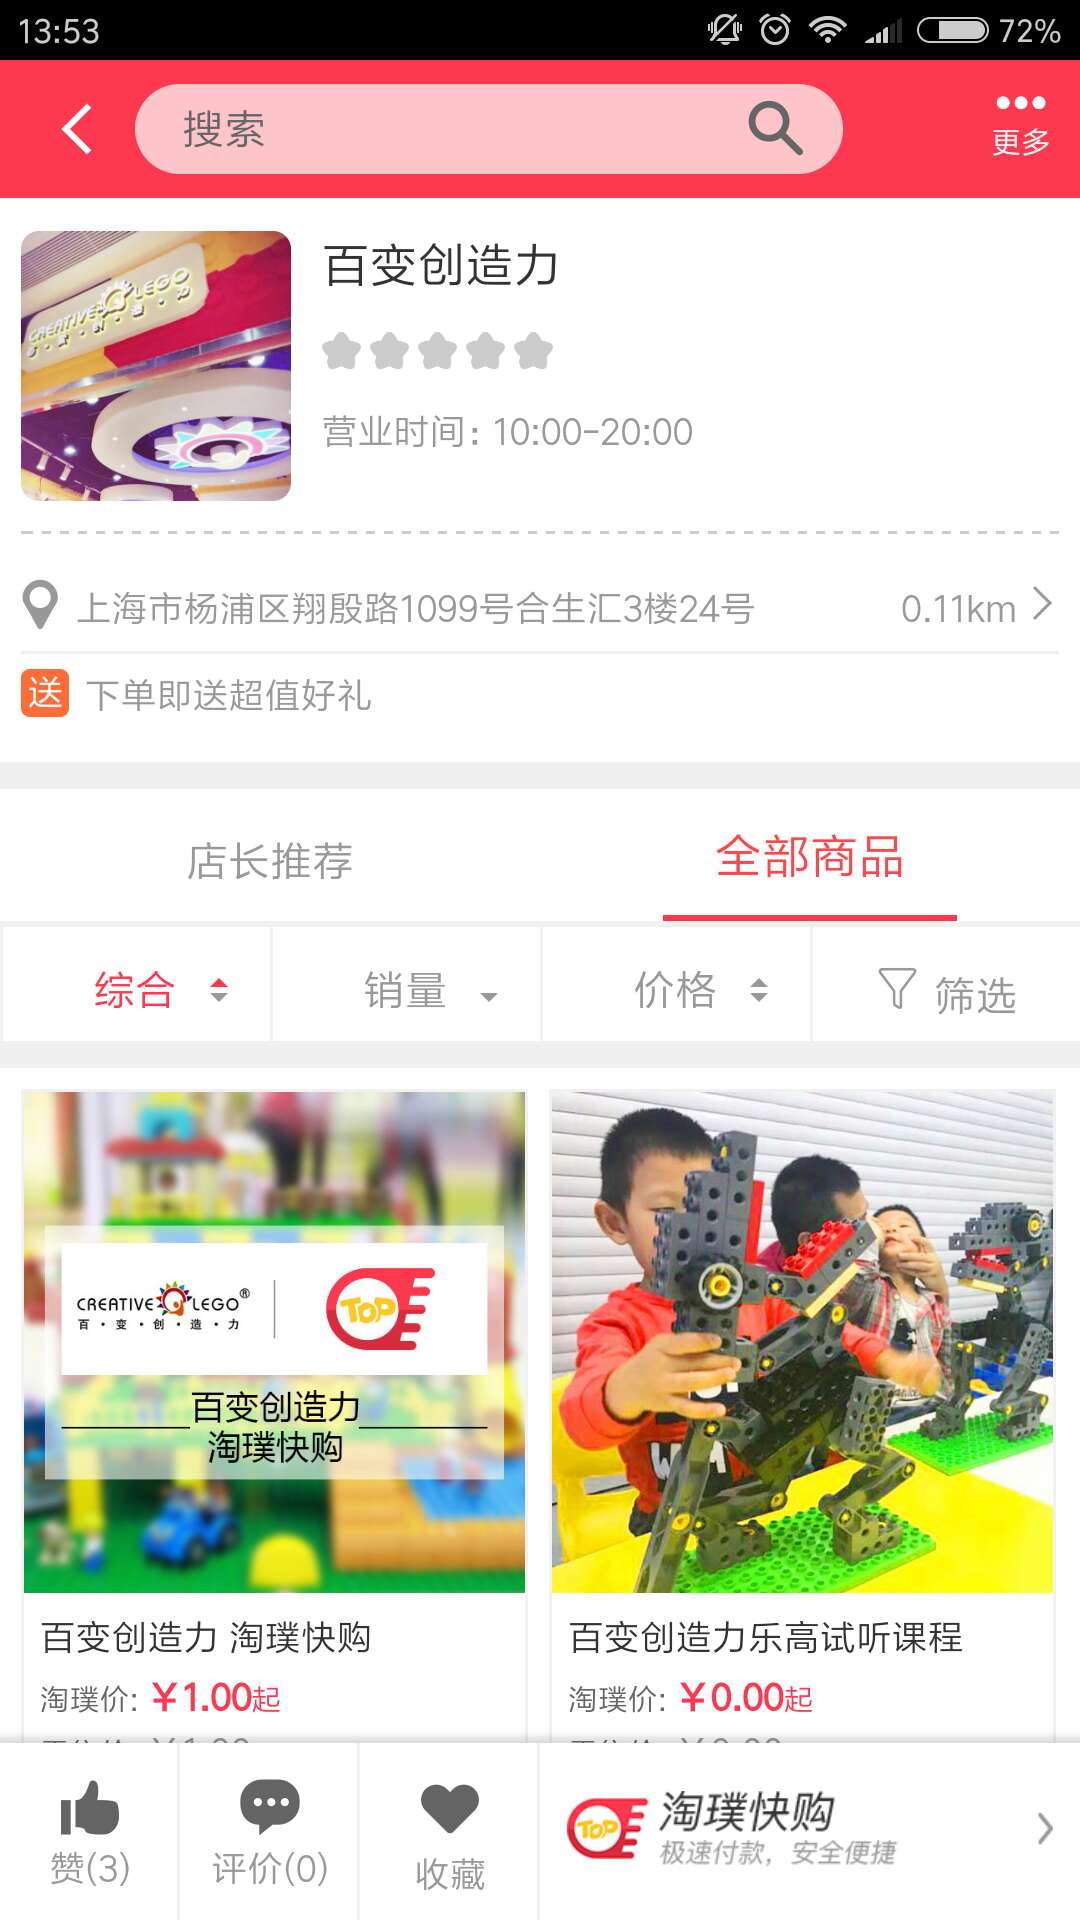 13:53
72%
搜索
更多
CREATIVE LEGO
百变创造力
营业时间: 10:00-20:00
上海市杨浦区翔殷路1099号合生汇3楼24号
0.11km
送 下单即送超值好礼
店长推荐
全部商品
综合
销量
价格
筛选
CREATIVE LEGO®
百·变·创·造·力
TOP
百变创造力
淘璞快购
百变创造力 淘璞快购
淘璞价: ¥1.00起
百变创造力乐高试听课程
淘璞价: ¥0.00起
赞(3)
评价(0)
收藏
TOP
淘璞快购
极速付款，安全便捷